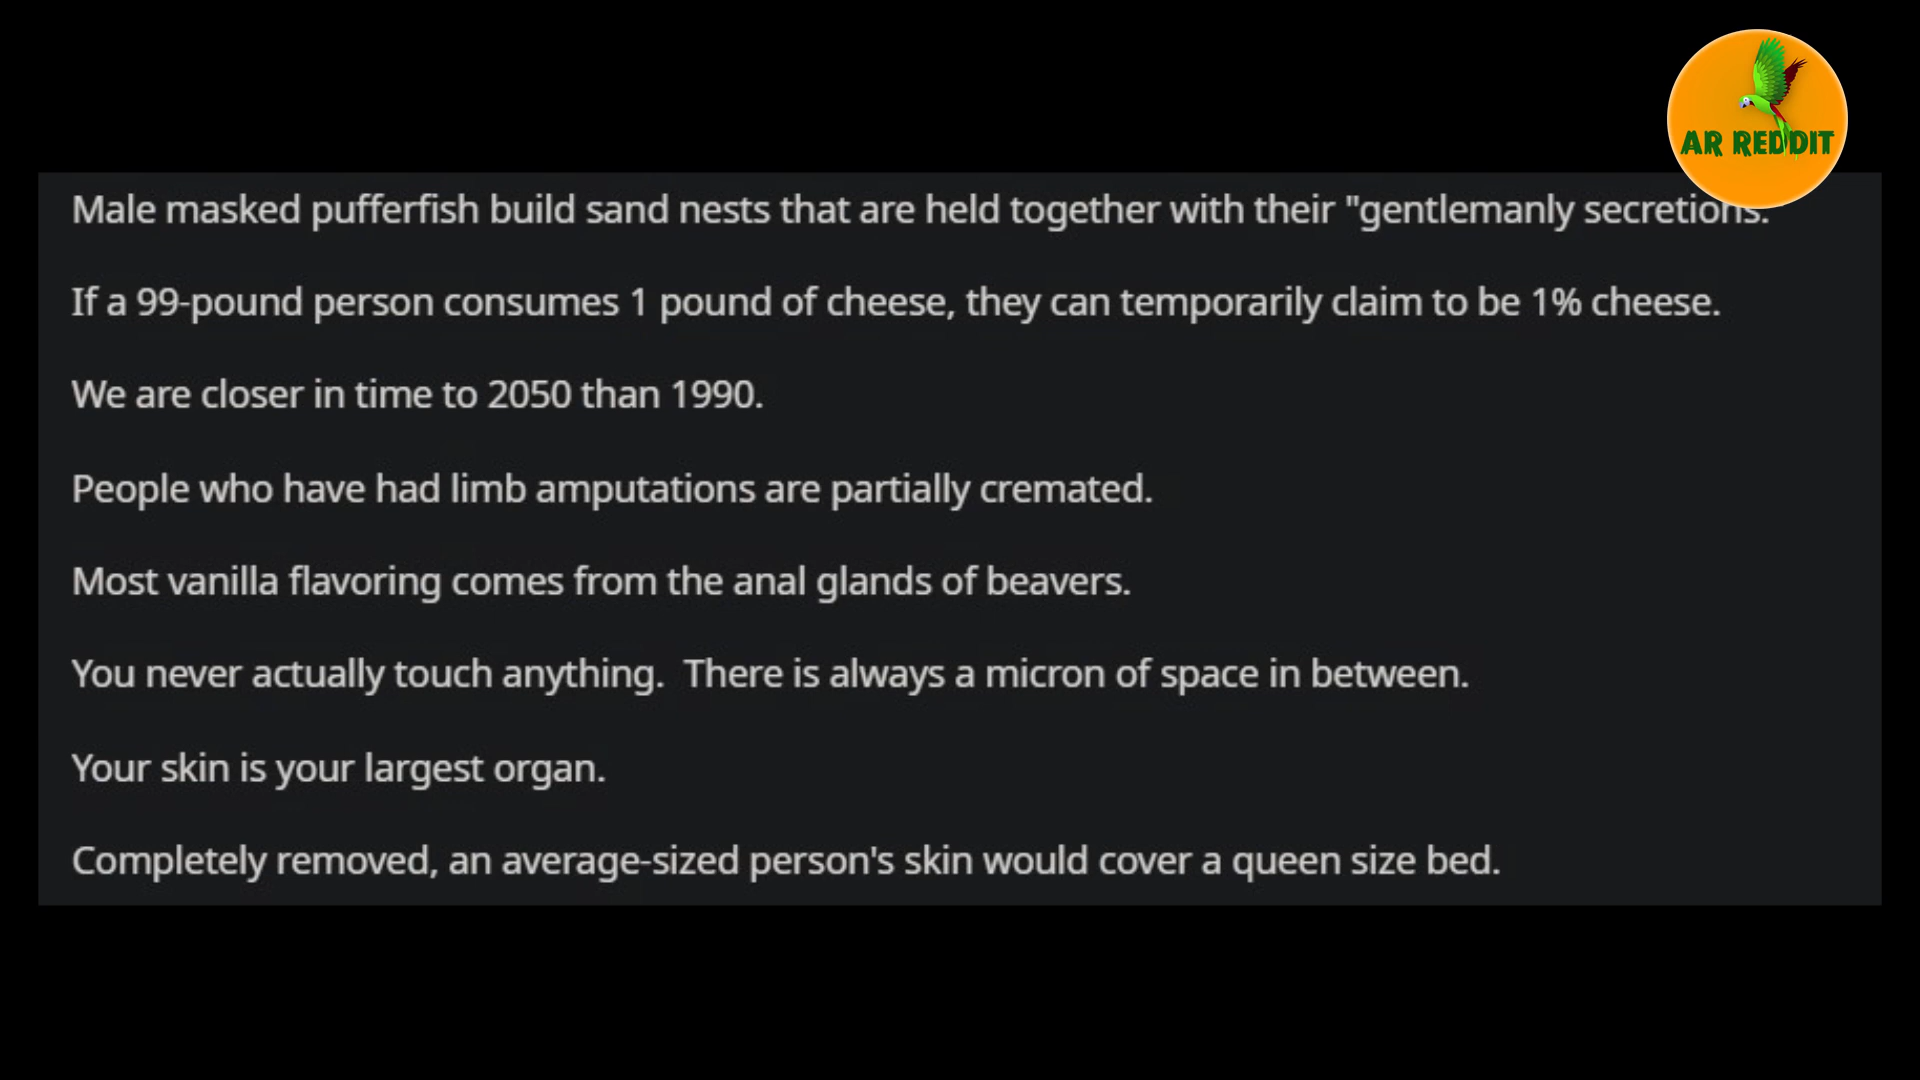 AR REDDIT
Male masked pufferfish build sand nests that are held together with their "gentlemanly secretions.
If a 99-pound person consumes 1 pound of cheese, they can temporarily claim to be 1% cheese.
We are closer in time to 2050 than 1990.
People who have had limb amputations are partially cremated.
Most vanilla flavoring comes from the anal glands of beavers.
You never actually touch anything.  There is always a micron of space in between.
Your skin is your largest organ.
Completely removed, an average-sized person's skin would cover a queen size bed.